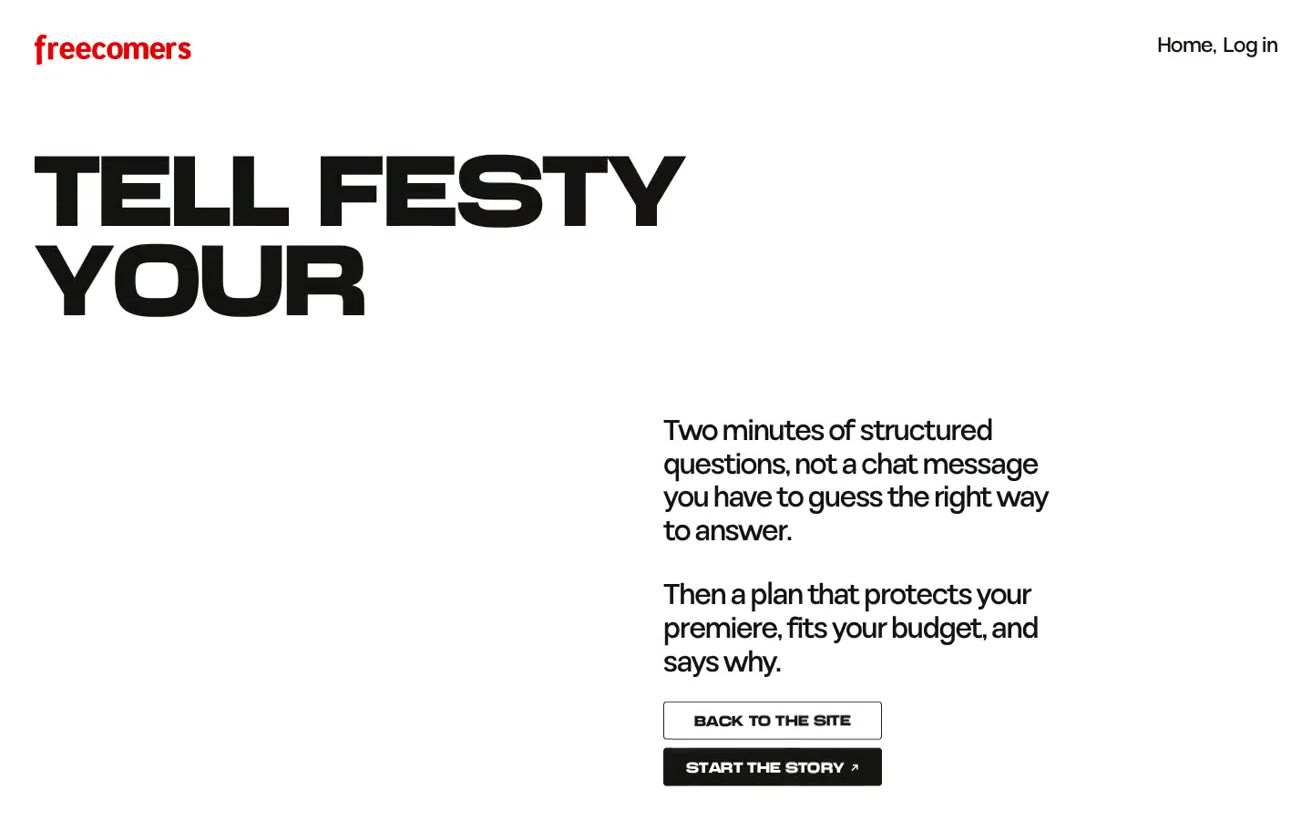 freecomers
Home, Log in
TELL FESTY
YOUR
Two minutes of structured
questions, not a chat message
you have to guess the right way
to answer.
Then a plan that protects your
premiere, fits your budget, and
says why.
BACK TO THE SITE
START THE STORY ↗